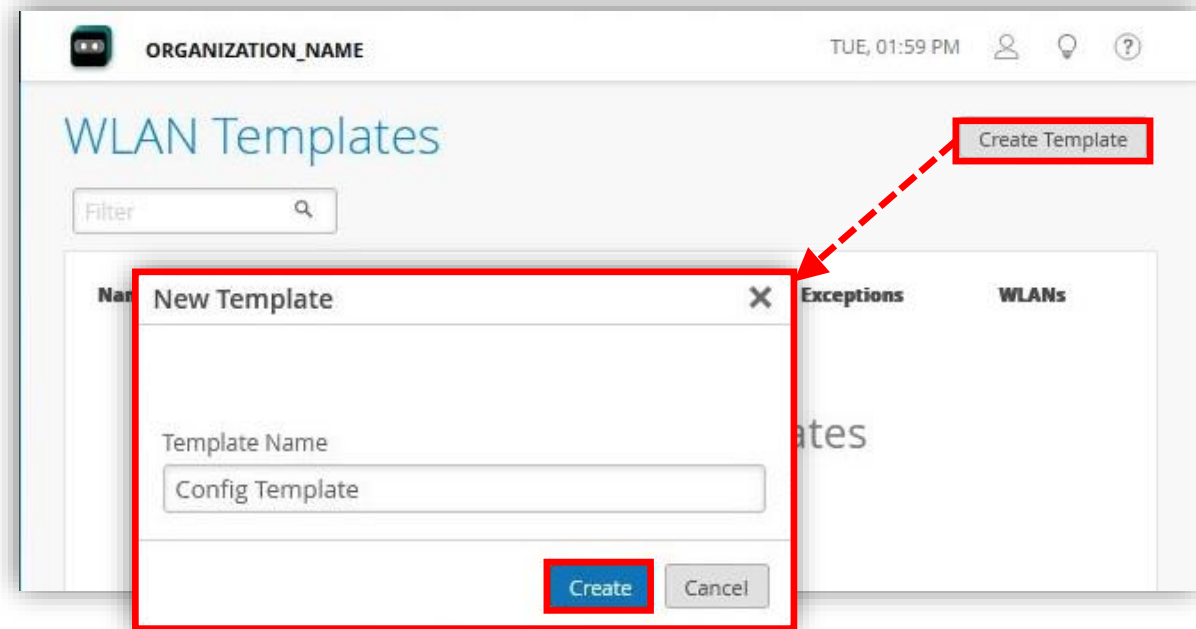 ORGANIZATION_NAME
TUE, 01:59 PM
?
WLAN Templates
Create Template
Filter
Nar
Exceptions
WLANs
New Template
Template Name
Config Template
ates
Create
Cancel